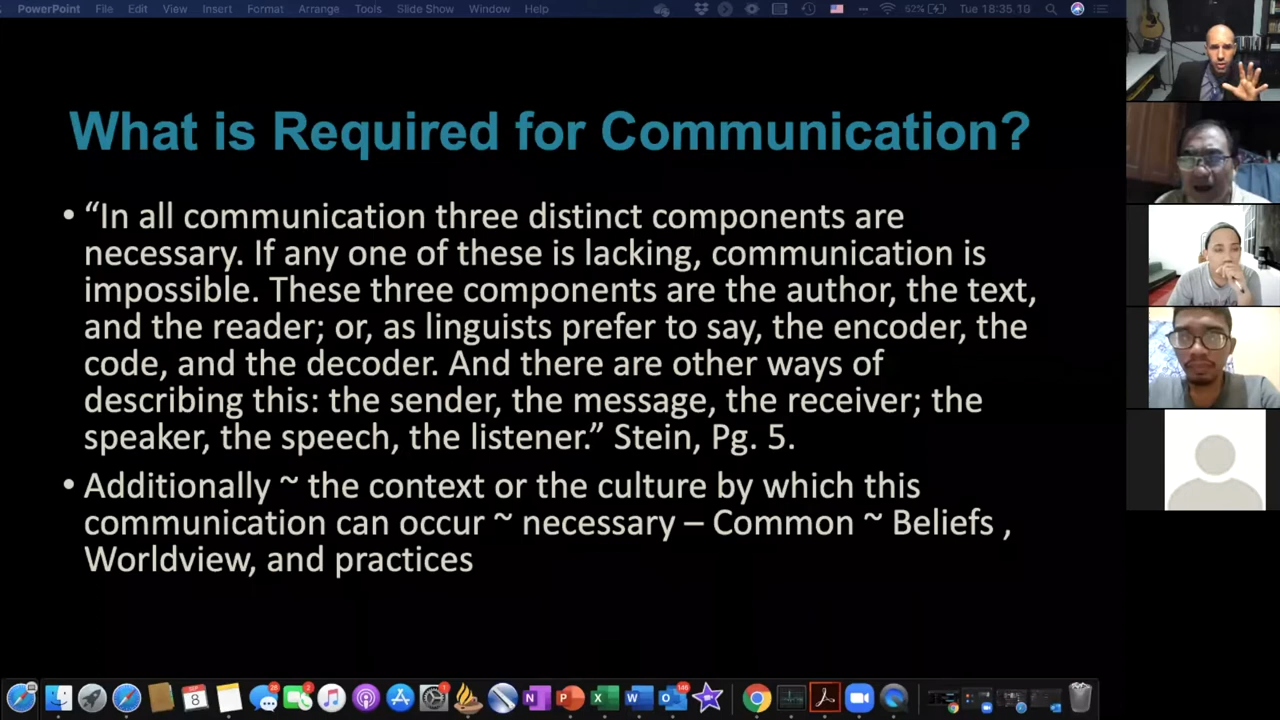 PowerPoint File Edit View Insert Format Arrange Tools Slide Show Window Help 62% Tue 18:35.10
What is Required for Communication?
• “In all communication three distinct components are
necessary. If any one of these is lacking, communication is
impossible. These three components are the author, the text,
and the reader; or, as linguists prefer to say, the encoder, the
code, and the decoder. And there are other ways of
describing this: the sender, the message, the receiver; the
speaker, the speech, the listener.” Stein, Pg. 5.
• Additionally ~ the context or the culture by which this
communication can occur ~ necessary – Common ~ Beliefs ,
Worldview, and practices